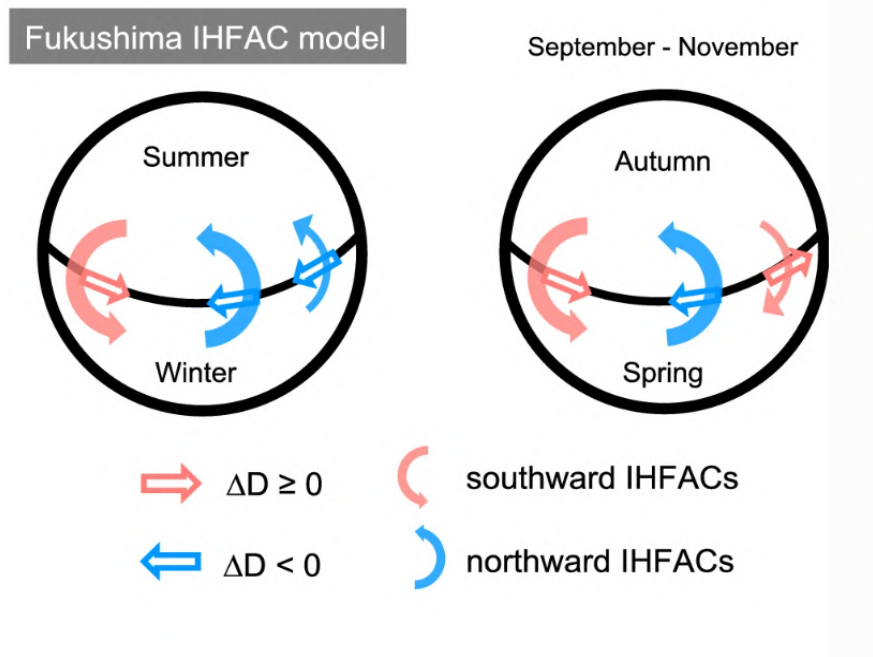 Fukushima IHFAC model
September - November
Summer
Autumn
Winter
Spring
ΔD ≥ 0
southward IHFACs
ΔD < 0
northward IHFACs